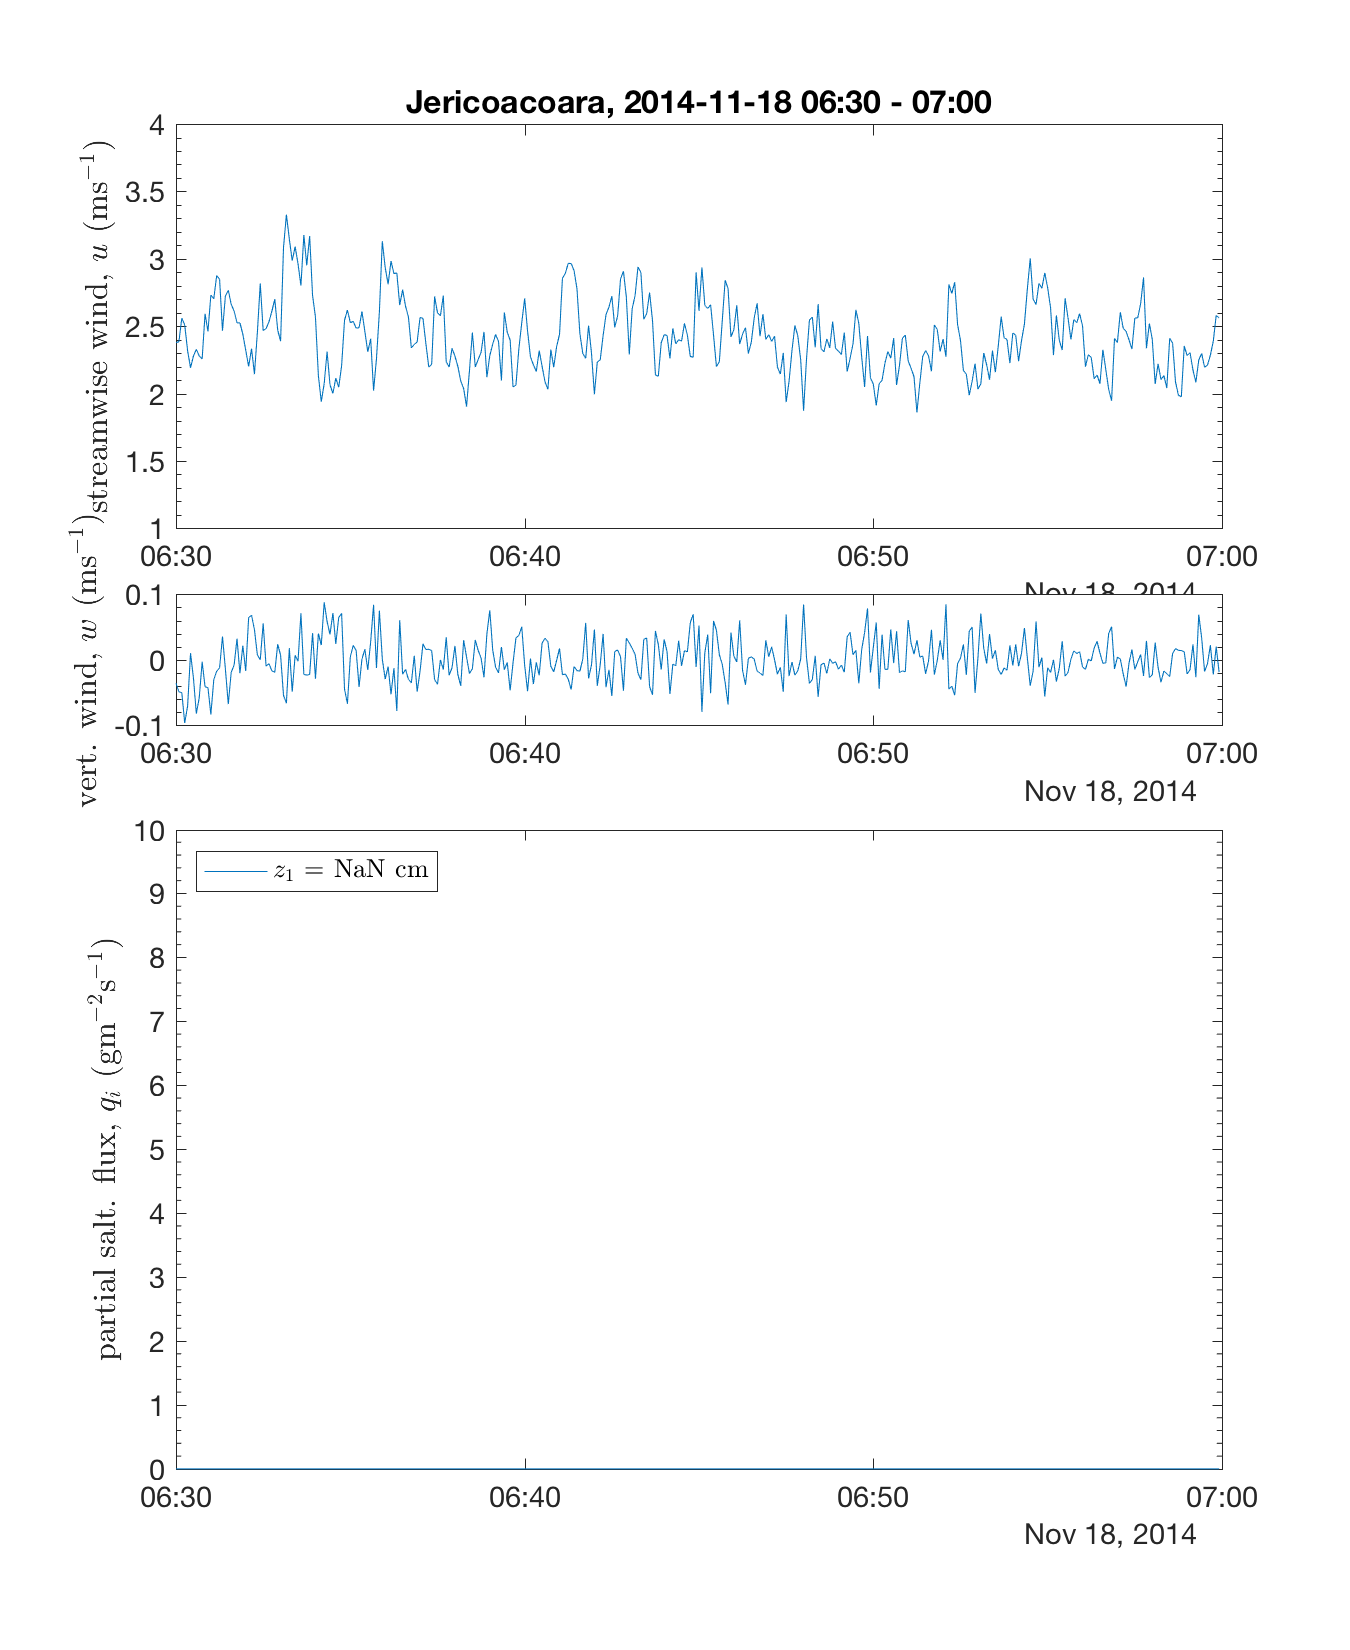 Jericoacoara, 2014-11-18 06:30 - 07:00
streamwise wind, u (ms⁻¹)
4
3.5
3
2.5
2
1.5
1
06:30 06:40 06:50 07:00
Nov 18, 2014
vert. wind, w (ms⁻¹)
0.1
0
-0.1
06:30 06:40 06:50 07:00
Nov 18, 2014
partial salt. flux, qᵢ (gm⁻²s⁻¹)
10
9
8
7
6
5
4
3
2
1
0
z₁ = NaN cm
06:30 06:40 06:50 07:00
Nov 18, 2014